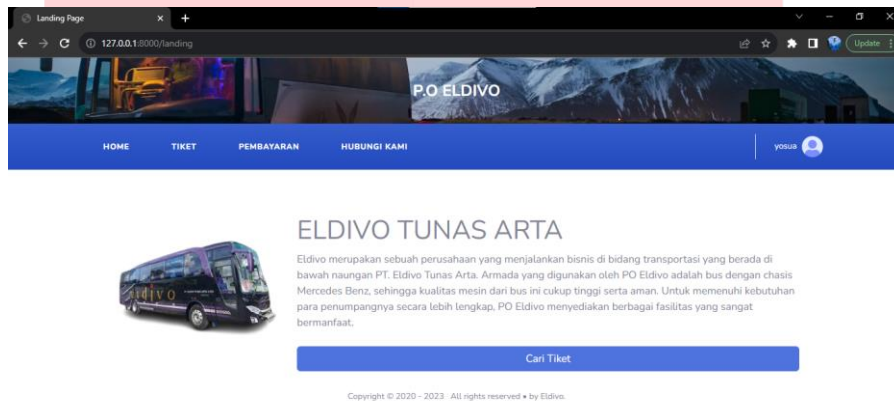 Landing Page
127.0.0.1:8000/landing
Update
P.O ELDIVO
HOME TIKET PEMBAYARAN HUBUNGI KAMI yosua
ELDIVO TUNAS ARTA
Eldivo merupakan sebuah perusahaan yang menjalankan bisnis di bidang transportasi yang berada di
bawah naungan PT. Eldivo Tunas Arta. Armada yang digunakan oleh PO Eldivo adalah bus dengan chasis
Mercedes Benz, sehingga kualitas mesin dari bus ini cukup tinggi serta aman. Untuk memenuhi kebutuhan
para penumpangnya secara lebih lengkap, PO Eldivo menyediakan berbagai fasilitas yang sangat
bermanfaat.
eldivo
Cari Tiket
Copyright © 2020 - 2023 All rights reserved • by Eldivo.